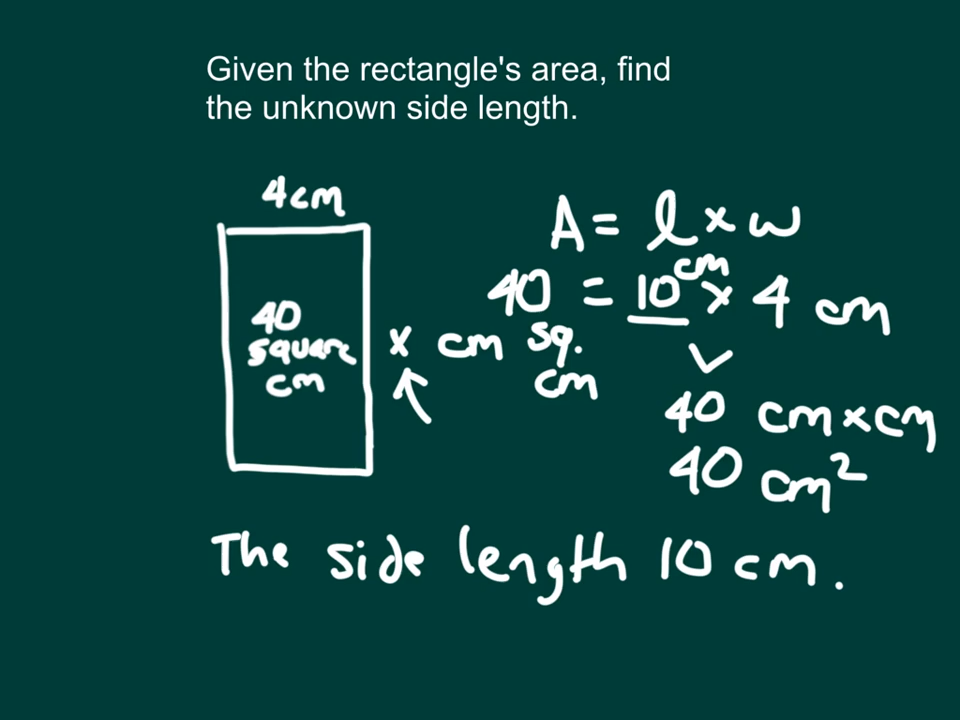 Given the rectangle's area, find
the unknown side length.
4cm
40
square
cm
x cm
A = l x w
40 = 10 cm x 4 cm
sq.
cm
40 cm x cm
40 cm²
The side length 10 cm.